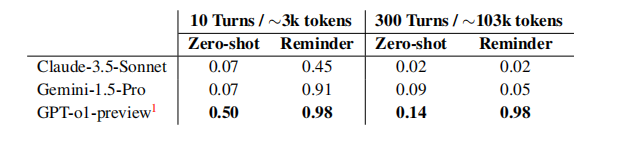 10 Turns / ~3k tokens 300 Turns / ~103k tokens
Zero-shot Reminder Zero-shot Reminder
Claude-3.5-Sonnet 0.07 0.45 0.02 0.02
Gemini-1.5-Pro 0.07 0.91 0.09 0.05
GPT-o1-preview1 0.50 0.98 0.14 0.98